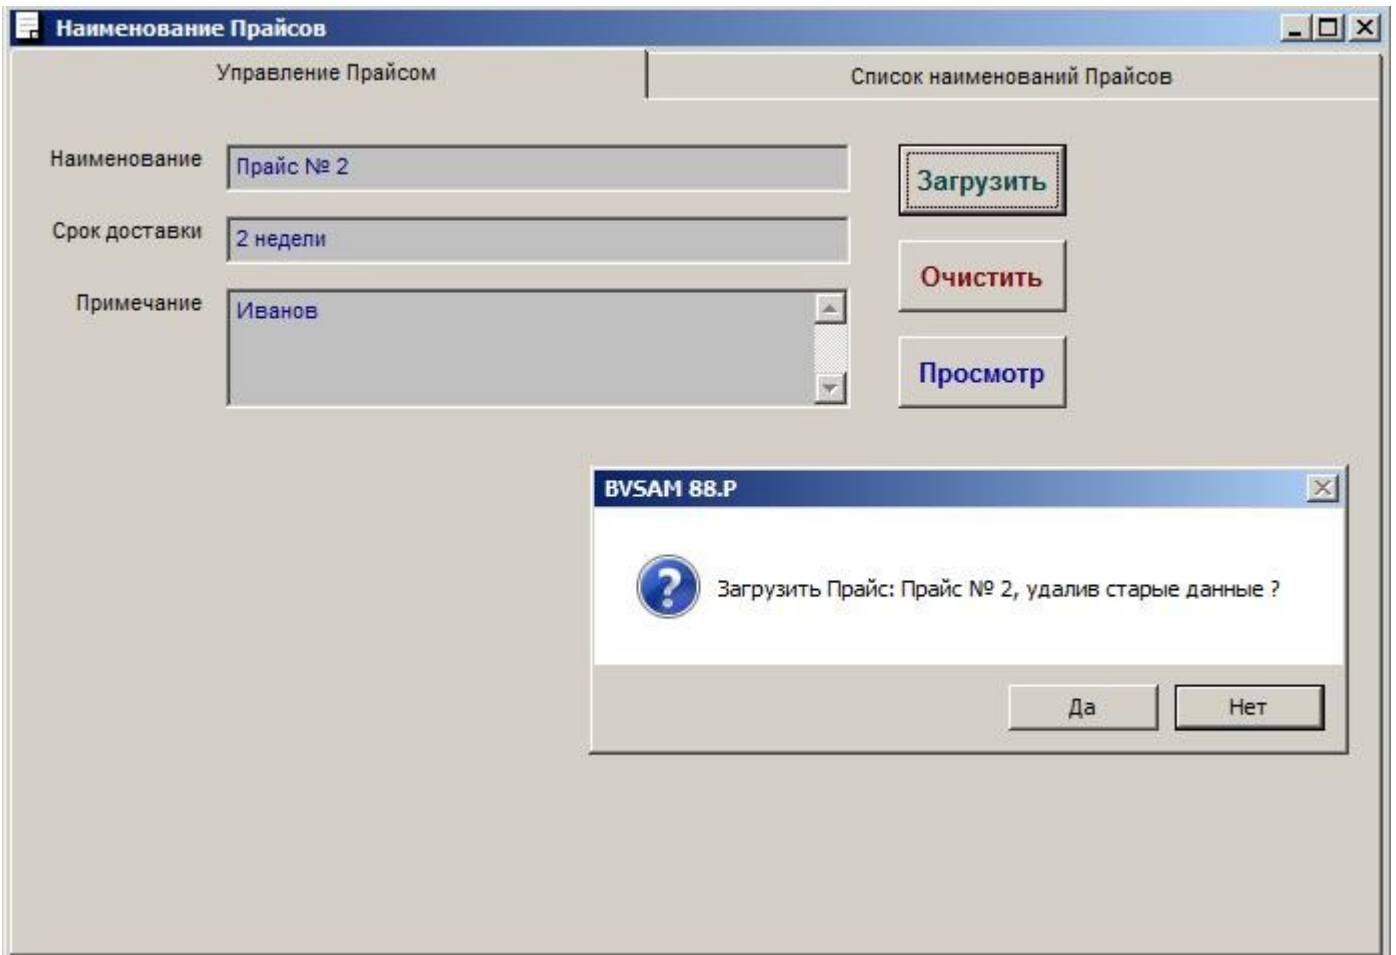 Наименование Прайсов
Управление Прайсом
Список наименований Прайсов
Наименование
Прайс № 2
Загрузить
Срок доставки
2 недели
Очистить
Примечание
Иванов
Просмотр
BVSAM 88.P
Загрузить Прайс: Прайс № 2, удалив старые данные ?
Да
Нет